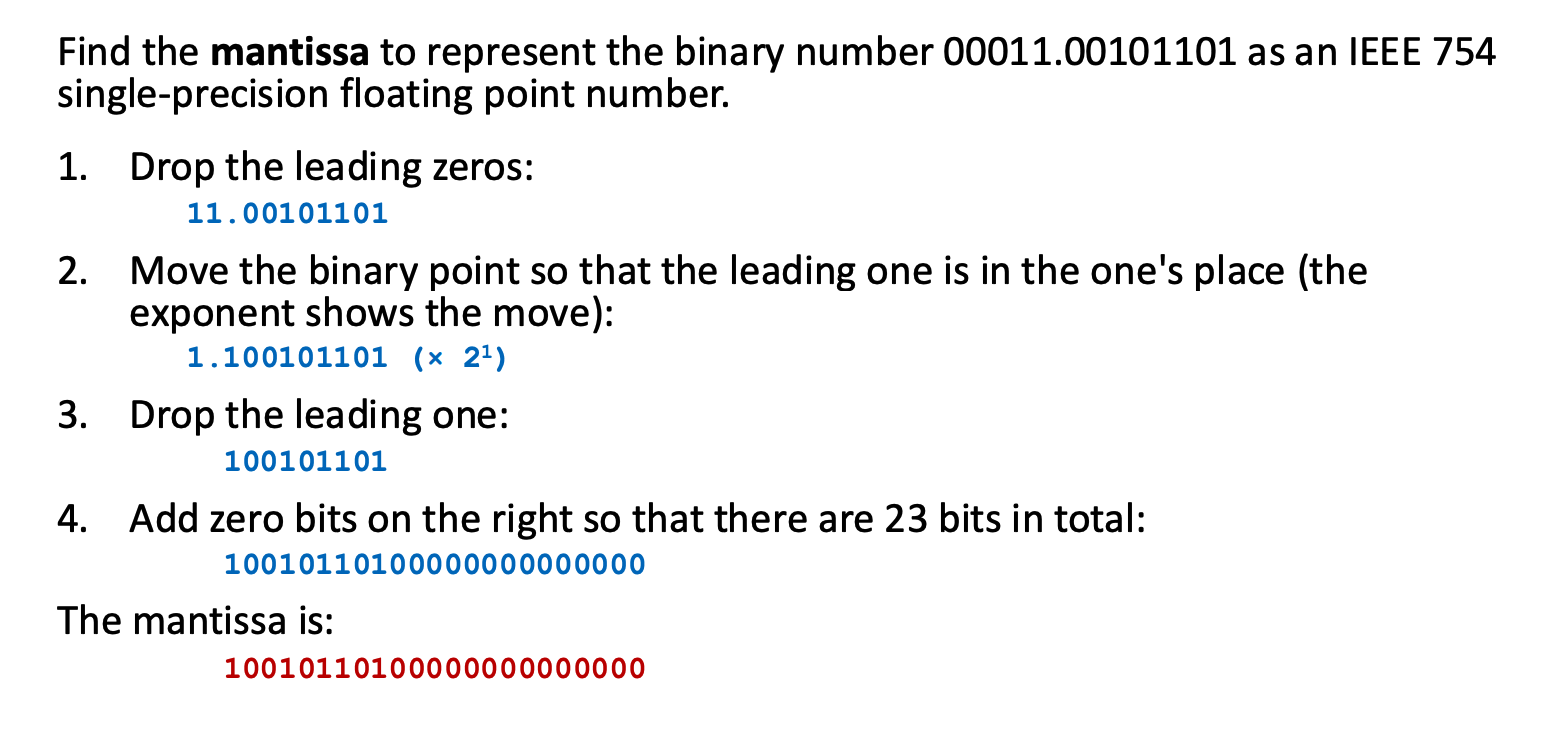 Find the mantissa to represent the binary number 00011.00101101 as an IEEE 754
single-precision floating point number.
1. Drop the leading zeros:
11.00101101
2. Move the binary point so that the leading one is in the one's place (the
exponent shows the move):
1.100101101 (× 2¹)
3. Drop the leading one:
100101101
4. Add zero bits on the right so that there are 23 bits in total:
10010110100000000000000
The mantissa is:
10010110100000000000000